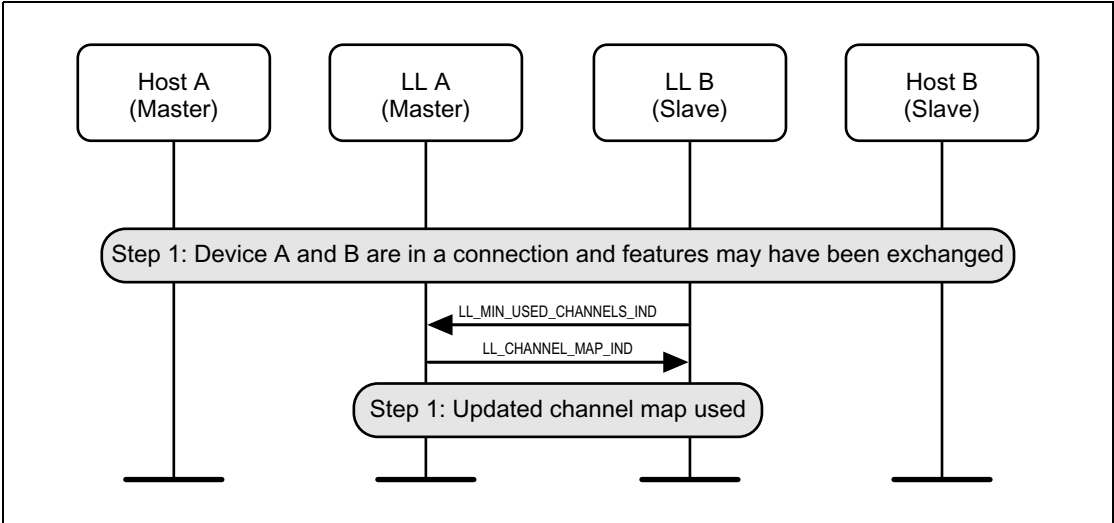 Host A
(Master)
LL A
(Master)
LL B
(Slave)
Host B
(Slave)
Step 1: Device A and B are in a connection and features may have been exchanged
LL_MIN_USED_CHANNELS_IND
LL_CHANNEL_MAP_IND
Step 1: Updated channel map used